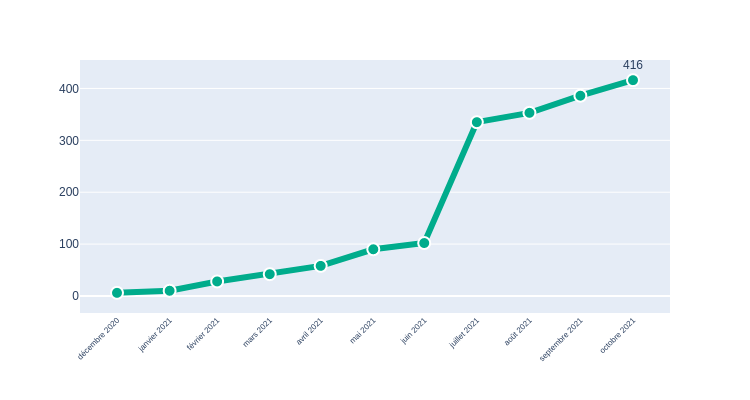 416
400
300
200
100
0
décembre 2020
janvier 2021
février 2021
mars 2021
avril 2021
mai 2021
juin 2021
juillet 2021
août 2021
septembre 2021
octobre 2021